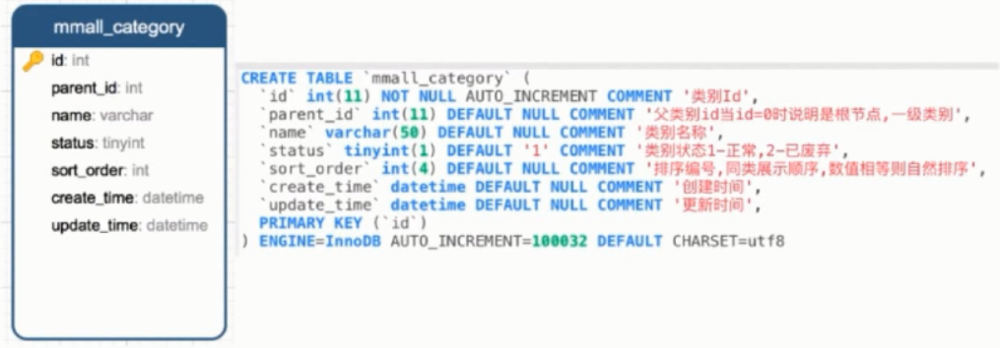 mmall_category
id: int
parent_id: int
name: varchar
status: tinyint
sort_order: int
create_time: datetime
update_time: datetime
CREATE TABLE `mmall_category` (
`id` int(11) NOT NULL AUTO_INCREMENT COMMENT '类别Id',
`parent_id` int(11) DEFAULT NULL COMMENT '父类别id当id=0时说明是根节点,一级类别',
`name` varchar(50) DEFAULT NULL COMMENT '类别名称',
`status` tinyint(1) DEFAULT '1' COMMENT '类别状态1-正常,2-已废弃',
`sort_order` int(4) DEFAULT NULL COMMENT '排序编号,同类展示顺序,数值相等则自然排序',
`create_time` datetime DEFAULT NULL COMMENT '创建时间',
`update_time` datetime DEFAULT NULL COMMENT '更新时间',
PRIMARY KEY (`id`)
) ENGINE=InnoDB AUTO_INCREMENT=100032 DEFAULT CHARSET=utf8